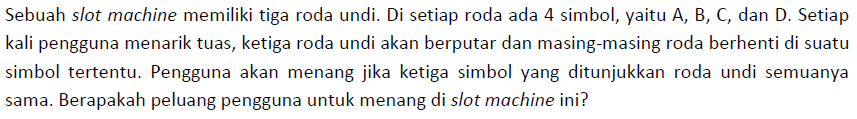 Sebuah slot machine memiliki tiga roda undi. Di setiap roda ada 4 simbol, yaitu A, B, C, dan D. Setiap
kali pengguna menarik tuas, ketiga roda undi akan berputar dan masing-masing roda berhenti di suatu
simbol tertentu. Pengguna akan menang jika ketiga simbol yang ditunjukkan roda undi semuanya
sama. Berapakah peluang pengguna untuk menang di slot machine ini?